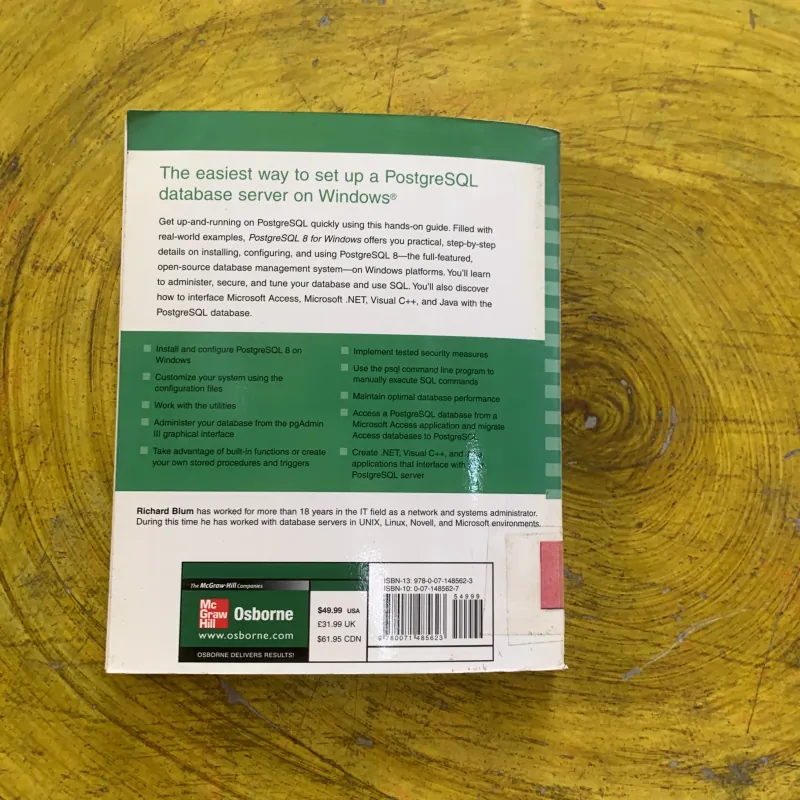 The easiest way to set up a PostgreSQL
database server on Windows®
Get up-and-running on PostgreSQL quickly using this hands-on guide. Filled with
real-world examples, PostgreSQL 8 for Windows offers you practical, step-by-step
details on installing, configuring, and using PostgreSQL 8—the full-featured,
open-source database management system—on Windows platforms. You'll learn
to administer, secure, and tune your database and use SQL. You'll also discover
how to interface Microsoft Access, Microsoft .NET, Visual C++, and Java with the
PostgreSQL database.
Install and configure PostgreSQL 8 on
Windows
Customize your system using the
configuration files
Work with the utilities
Administer your database from the pgAdmin
III graphical interface
Take advantage of built-in functions or create
your own stored procedures and triggers
Implement tested security measures
Use the psql command line program to
manually execute SQL commands
Maintain optimal database performance
Access a PostgreSQL database from a
Microsoft Access application and migrate
Access databases to PostgreSQL
Create .NET, Visual C++, and
applications that interface with
PostgreSQL server
Richard Blum has worked for more than 18 years in the IT field as a network and systems administrator.
During this time he has worked with database servers in UNIX, Linux, Novell, and Microsoft environments.
The McGraw-Hill Companies
Mc
Graw
Hill
Osborne
www.osborne.com
OSBORNE DELIVERS RESULTS!
$49.99 USA
£31.99 UK
$61.95 CDN
ISBN-13: 978-0-07-148562-3
ISBN-10: 0-07-148562-7
54999
9 780071 485623